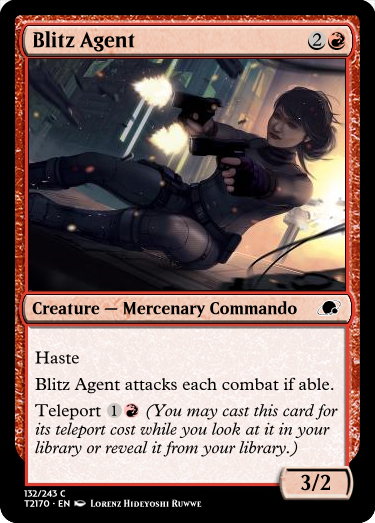 Blitz Agent 2
Creature — Mercenary Commando
Haste
Blitz Agent attacks each combat if able.
Teleport 1 (You may cast this card for
its teleport cost while you look at it in your
library or reveal it from your library.)
3/2
132/243 C
T2170 · EN Lorenz Hideyoshi Ruwwe